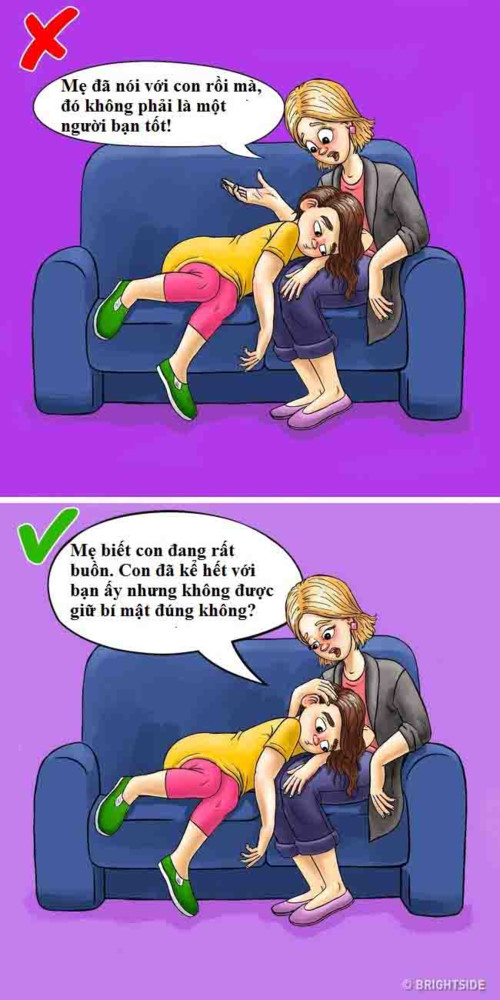 Mẹ đã nói với con rồi mà,
đó không phải là một
người bạn tốt!
Mẹ biết con đang rất
buồn. Con đã kể hết với
bạn ấy nhưng không được
giữ bí mật đúng không?
© BRIGHTSIDE